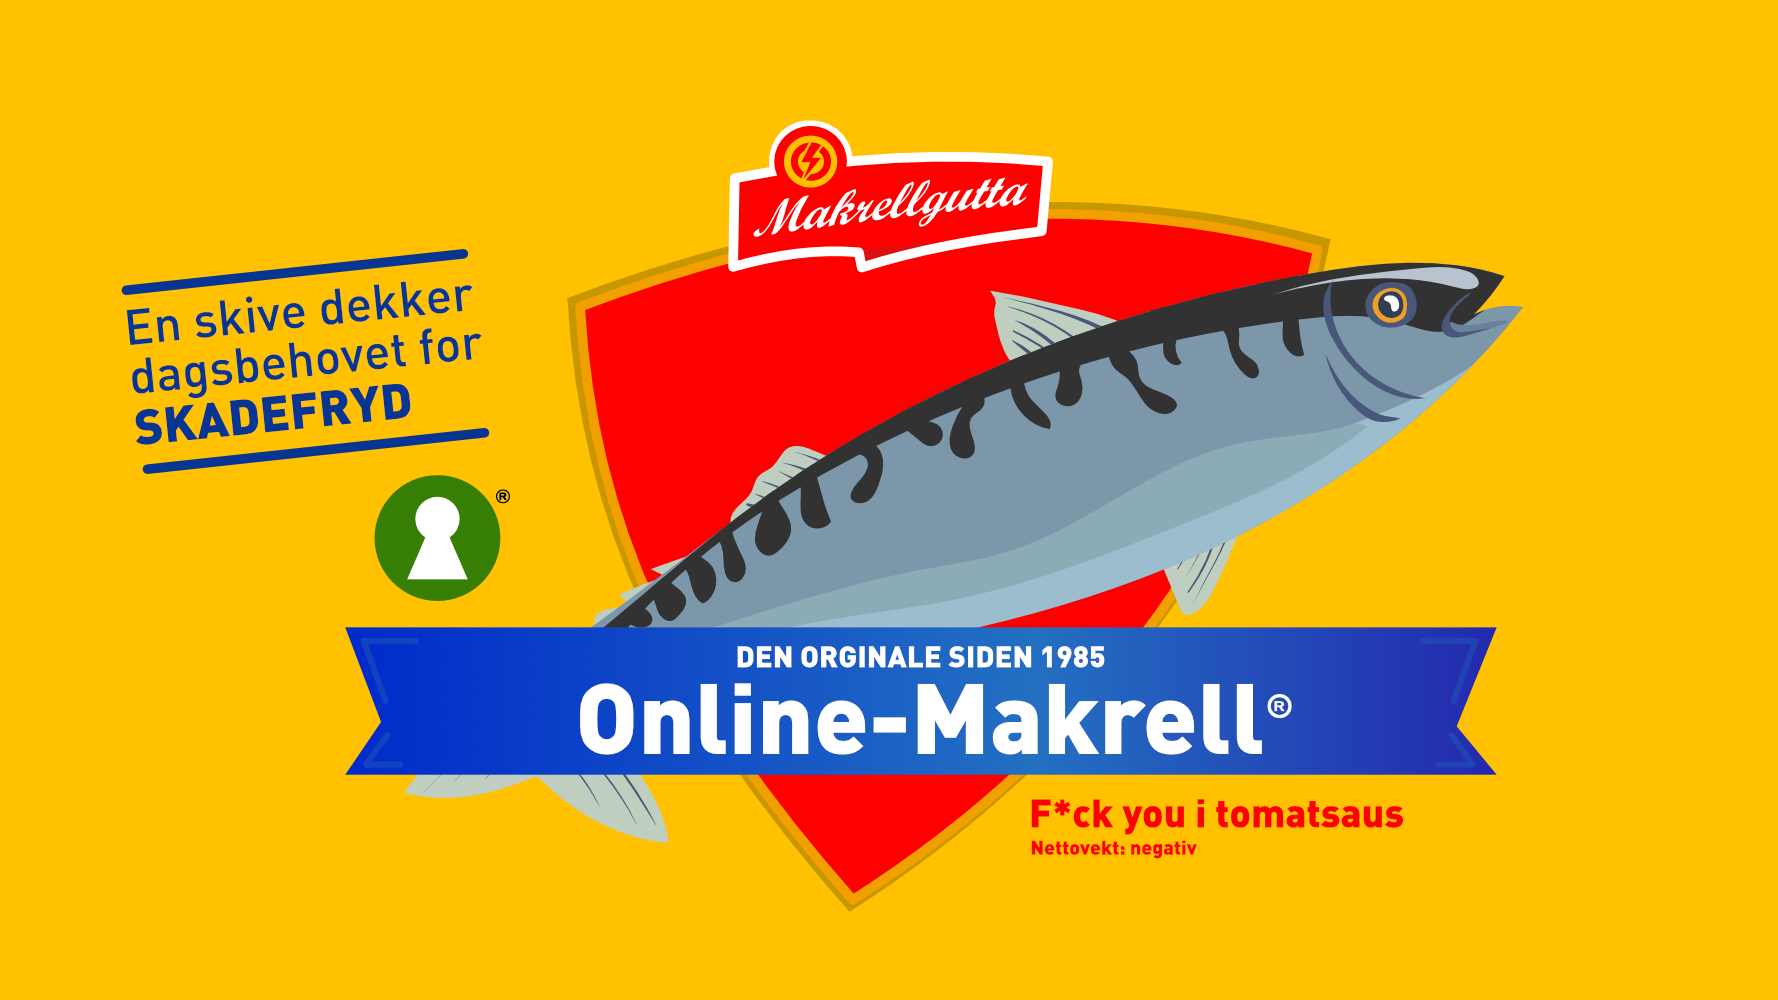 Makrellgutta
En skive dekker
dagsbehovet for
SKADEFRYD
®
DEN ORGINALE SIDEN 1985
Online-Makrell®
F*ck you i tomatsaus
Nettovekt: negativ